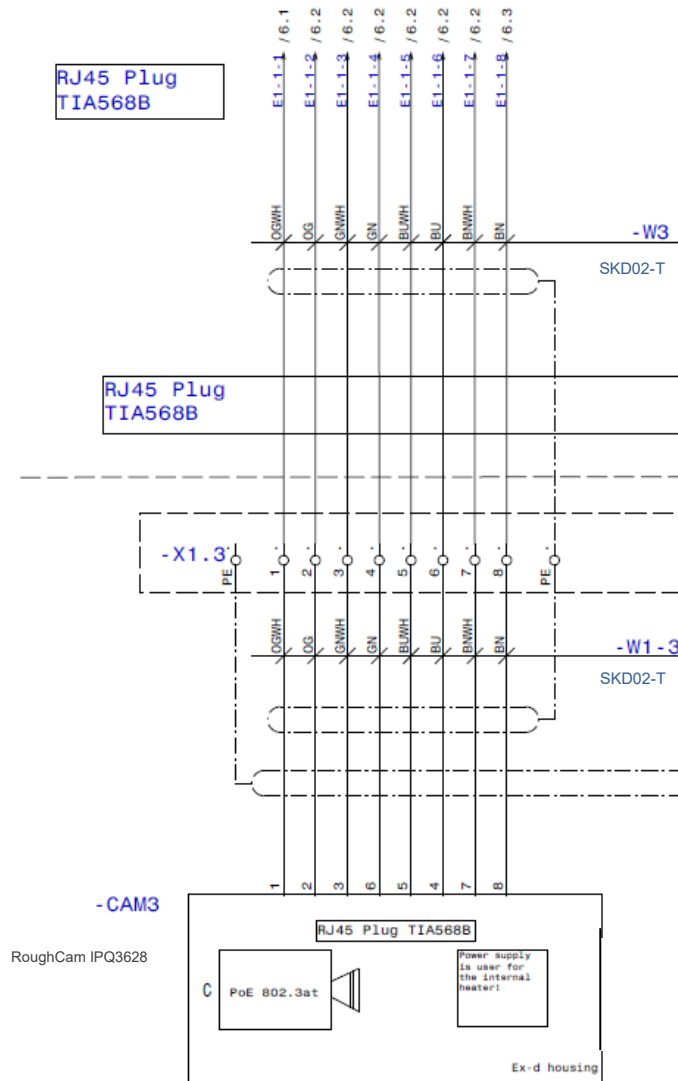 /6.1 /6.2 /6.2 /6.2 /6.2 /6.2 /6.2 /6.3
RJ45 Plug
TIA568B
E1-1-1 E1-1-2 E1-1-3 E1-1-4 E1-1-5 E1-1-6 E1-1-7 E1-1-8
OGWH OG GNWH GN BUWH BU BNWH BN
-W3
SKD02-T
RJ45 Plug
TIA568B
-X1.3
PE 1 2 3 4 5 6 7 8 PE
OGWH OG GNWH GN BUWH BU BNWH BN
-W1-3
SKD02-T
1 2 3 6 5 4 7 8
-CAM3
RJ45 Plug TIA568B
RoughCam IPQ3628
C
PoE 802.3at
Power supply
is user for
the internal
heater!
Ex-d housing